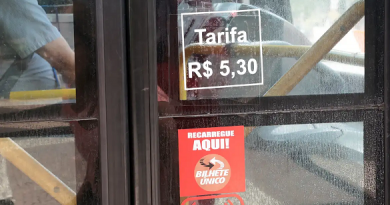 Tarifa
R$ 5,30
RECARREGUE
AQUI!
BILHETE
ÚNICO